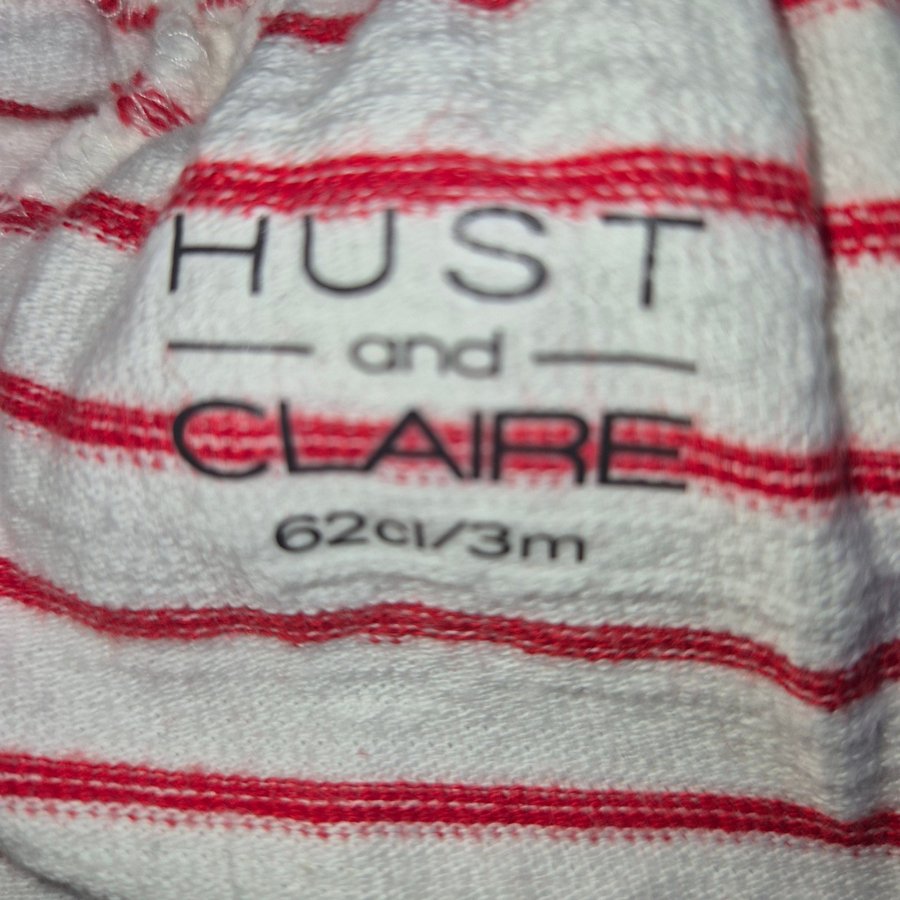 HUST
and
CLAIRE
62cl/3m